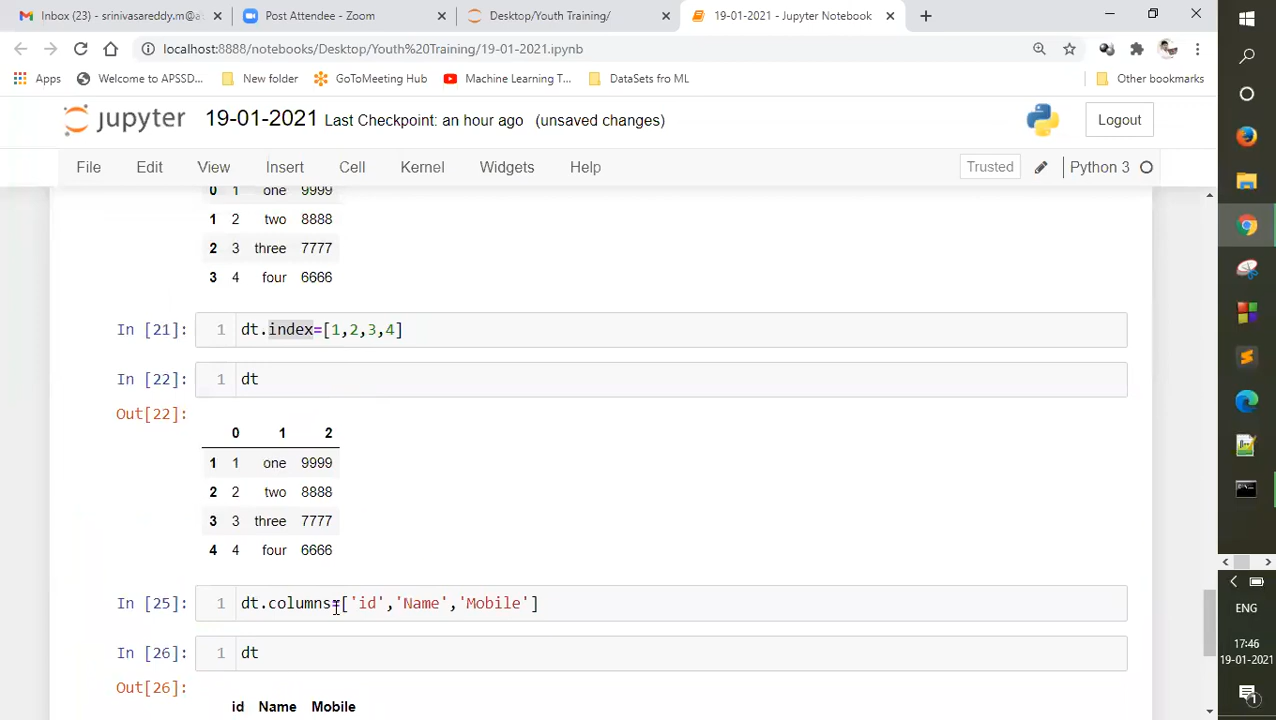 Inbox (23) - srinivasareddy.m@a
Post Attendee - Zoom
Desktop/Youth Training/
19-01-2021 - Jupyter Notebook
localhost:8888/notebooks/Desktop/Youth%20Training/19-01-2021.ipynb
Apps
Welcome to APSSD...
New folder
GoToMeeting Hub
Machine Learning T...
DataSets fro ML
Other bookmarks
jupyter 19-01-2021 Last Checkpoint: an hour ago (unsaved changes)
Logout
File Edit View Insert Cell Kernel Widgets Help
Trusted
Python 3
0 1 one 9999
1 2 two 8888
2 3 three 7777
3 4 four 6666
In [21]: 1 dt.index=[1,2,3,4]
In [22]: 1 dt
Out[22]:
0 1 2
1 1 one 9999
2 2 two 8888
3 3 three 7777
4 4 four 6666
In [25]: 1 dt.columns=['id','Name','Mobile']
In [26]: 1 dt
Out[26]:
id Name Mobile
ENG
17:46
19-01-2021
1